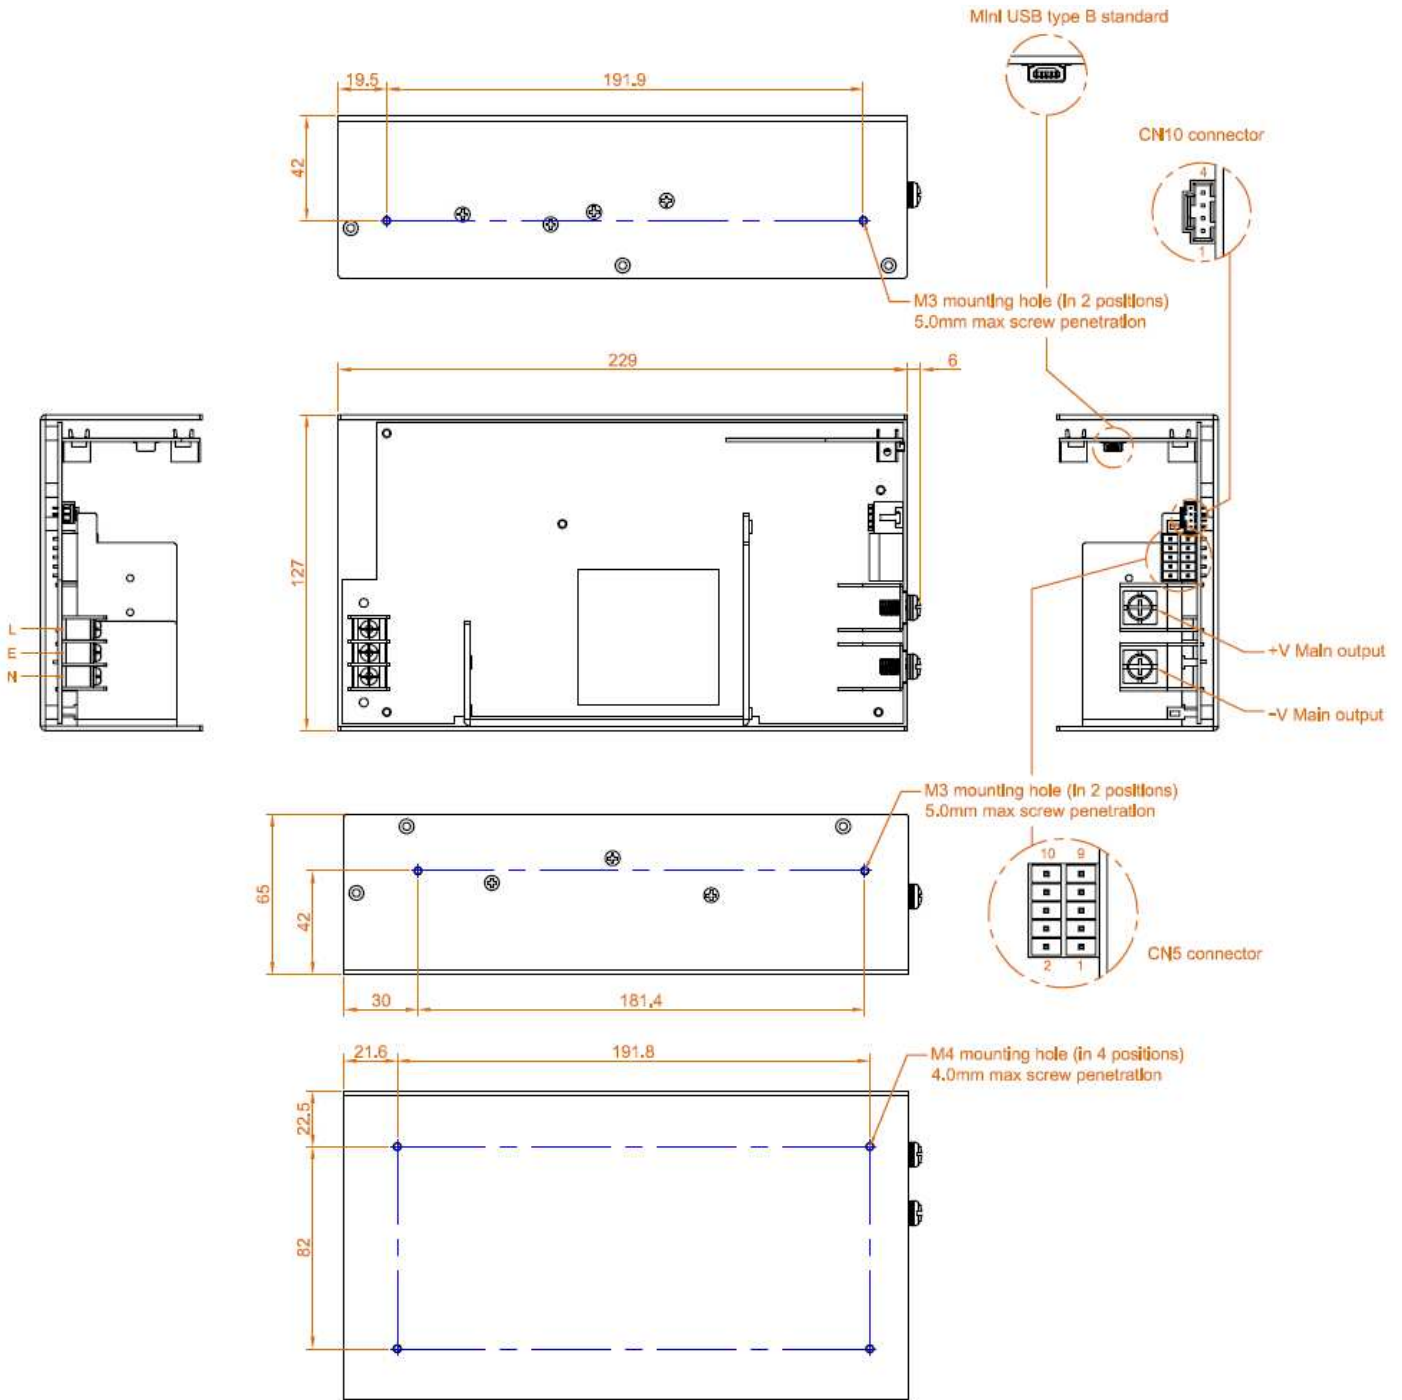 Mini USB type B standard
19.5
191.9
CN10 connector
42
4
1
M3 mounting hole (in 2 positions)
5.0mm max screw penetration
229
6
127
L
E
N
+V Main output
-V Main output
M3 mounting hole (in 2 positions)
5.0mm max screw penetration
10 9
65
42
2 1
CN5 connector
30
181.4
21.6
191.8
M4 mounting hole (in 4 positions)
4.0mm max screw penetration
22.5
82